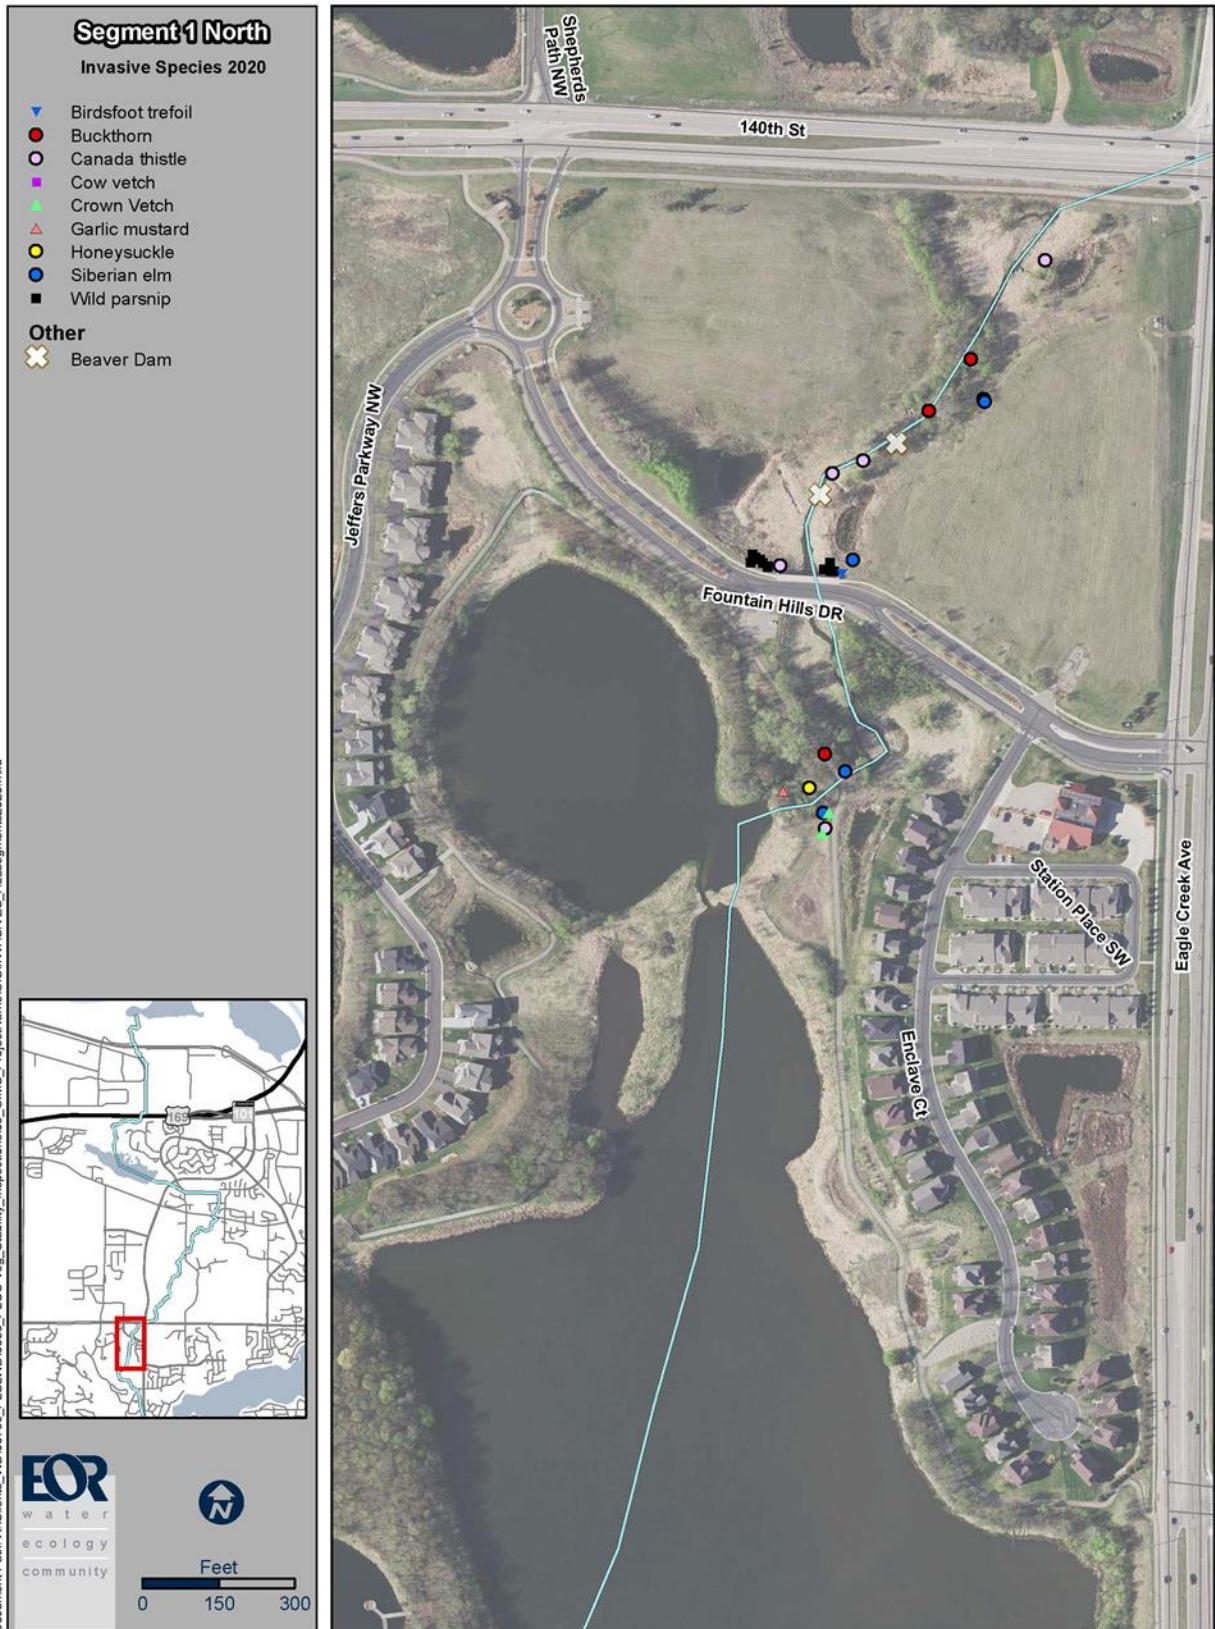 Segment 1 North
Invasive Species 2020
Birdsfoot trefoil
Buckthorn
Canada thistle
Cow vetch
Crown Vetch
Garlic mustard
Honeysuckle
Siberian elm
Wild parsnip
Other
Beaver Dam
169
101
EOR
water
ecology
community
N
Feet
0 150 300
Shepherds
Path NW
140th St
Jeffers Parkway NW
Fountain Hills DR
Station Place SW
Eagle Creek Ave
Enclave Ct